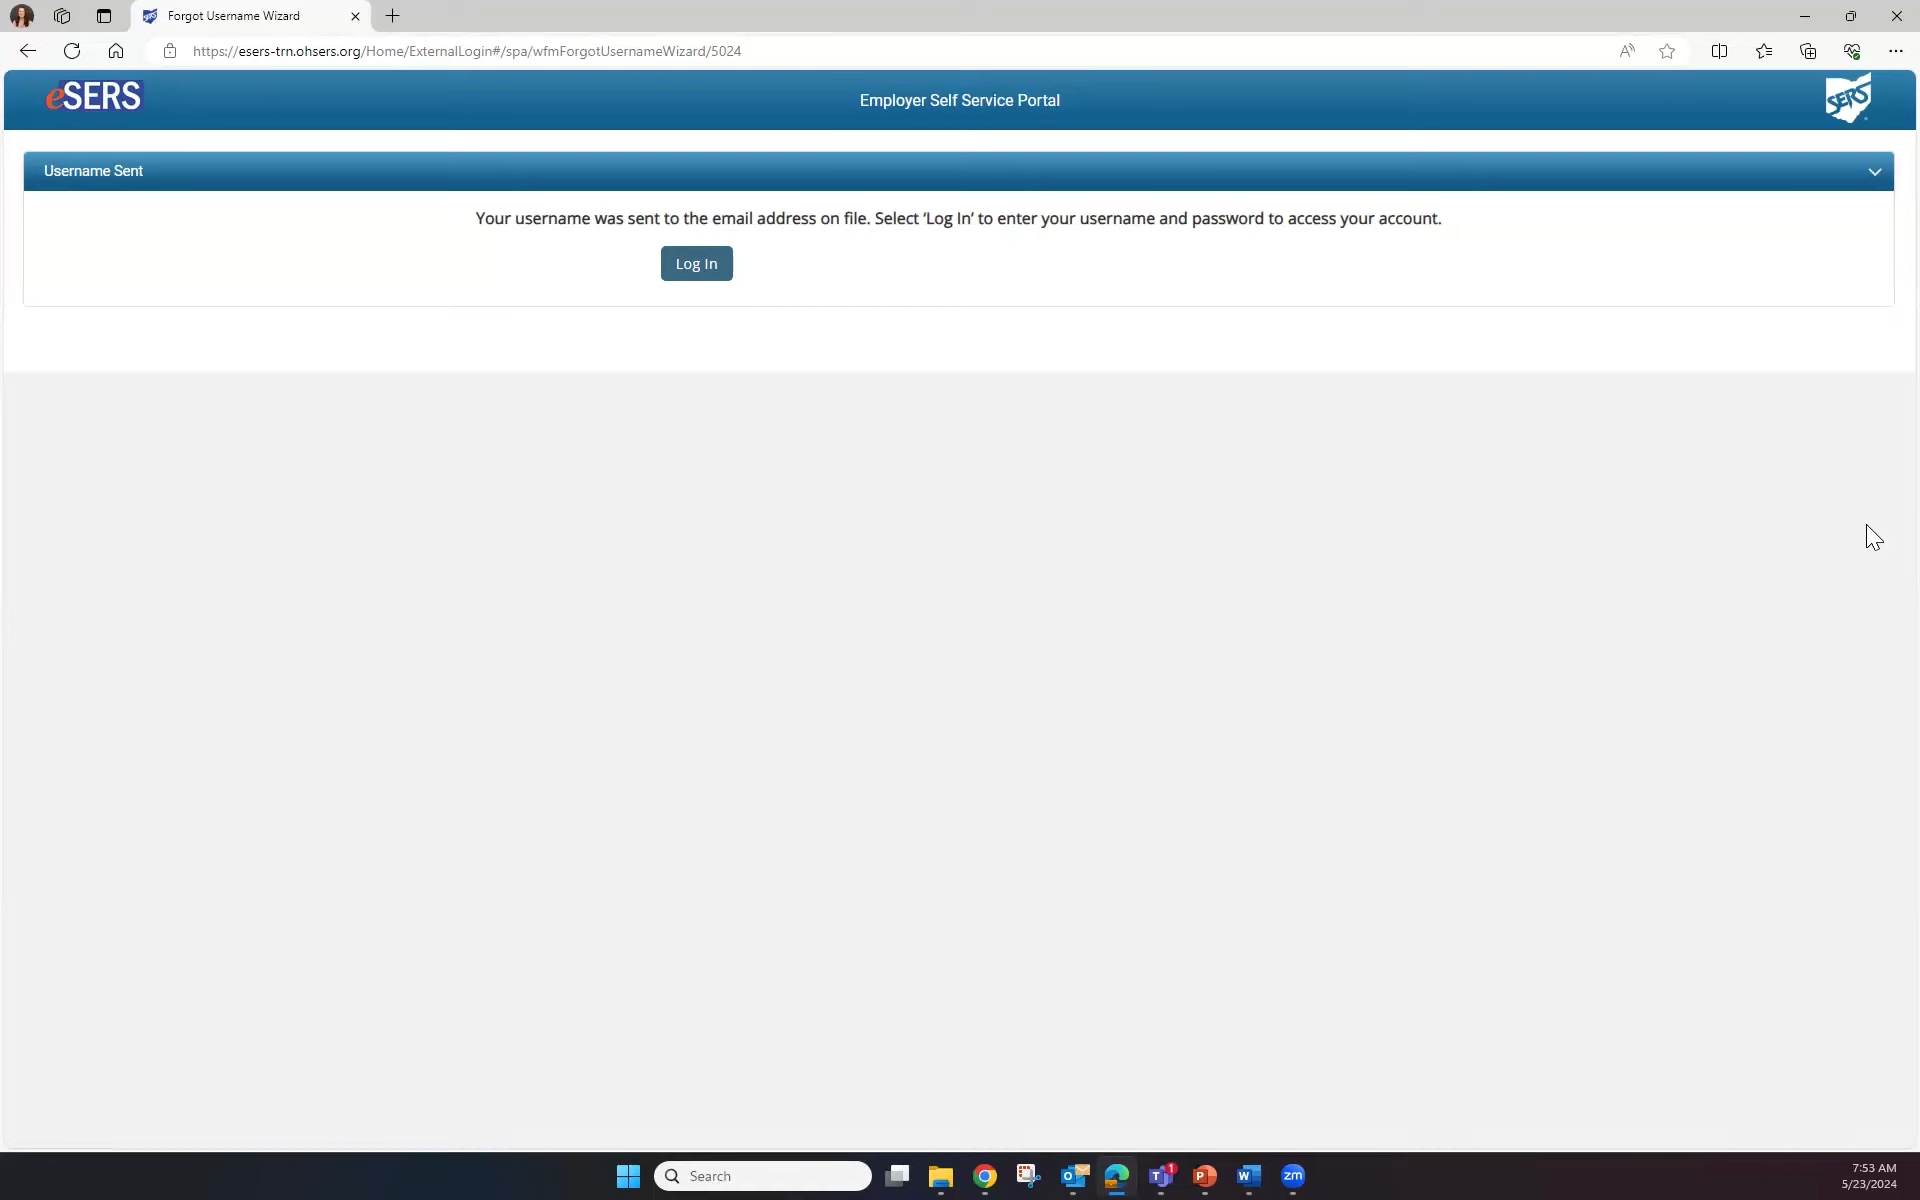 Forgot Username Wizard
https://esers-trn.ohsers.org/Home/ExternalLogin#/spa/wfmForgotUsernameWizard/5024
eSERS
Employer Self Service Portal
SERS
Username Sent
Your username was sent to the email address on file. Select ‘Log In’ to enter your username and password to access your account.
Log In
Search
1
zm
7:53 AM
5/23/2024